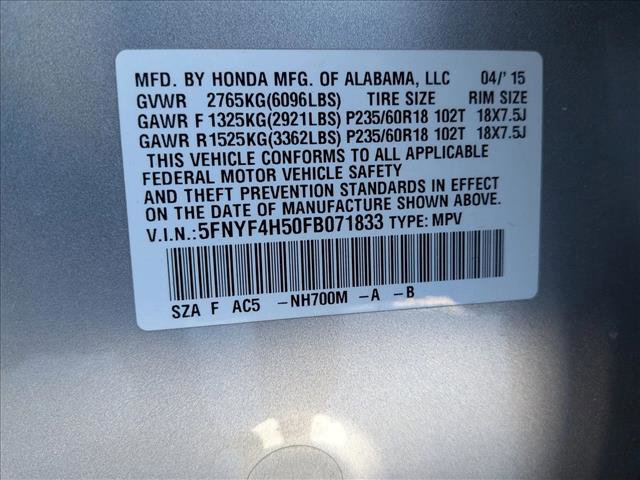 MFD. BY HONDA MFG. OF ALABAMA, LLC 04/'15
GVWR 2765KG(6096LBS) TIRE SIZE RIM SIZE
GAWR F 1325KG(2921LBS) P235/60R18 102T 18X7.5J
GAWR R1525KG(3362LBS) P235/60R18 102T 18X7.5J
THIS VEHICLE CONFORMS TO ALL APPLICABLE
FEDERAL MOTOR VEHICLE SAFETY
AND THEFT PREVENTION STANDARDS IN EFFECT
ON THE DATE OF MANUFACTURE SHOWN ABOVE.
V.I.N.:5FNYF4H50FB071833 TYPE: MPV
SZA F AC5 -NH700M -A -B